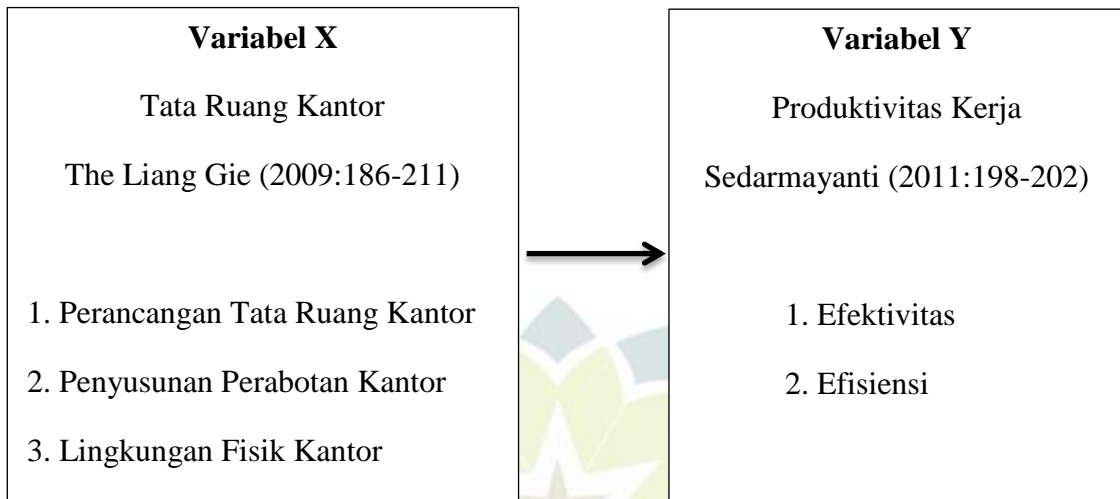 Variabel X
Tata Ruang Kantor
The Liang Gie (2009:186-211)
1. Perancangan Tata Ruang Kantor
2. Penyusunan Perabotan Kantor
3. Lingkungan Fisik Kantor
Variabel Y
Produktivitas Kerja
Sedarmayanti (2011:198-202)
1. Efektivitas
2. Efisiensi